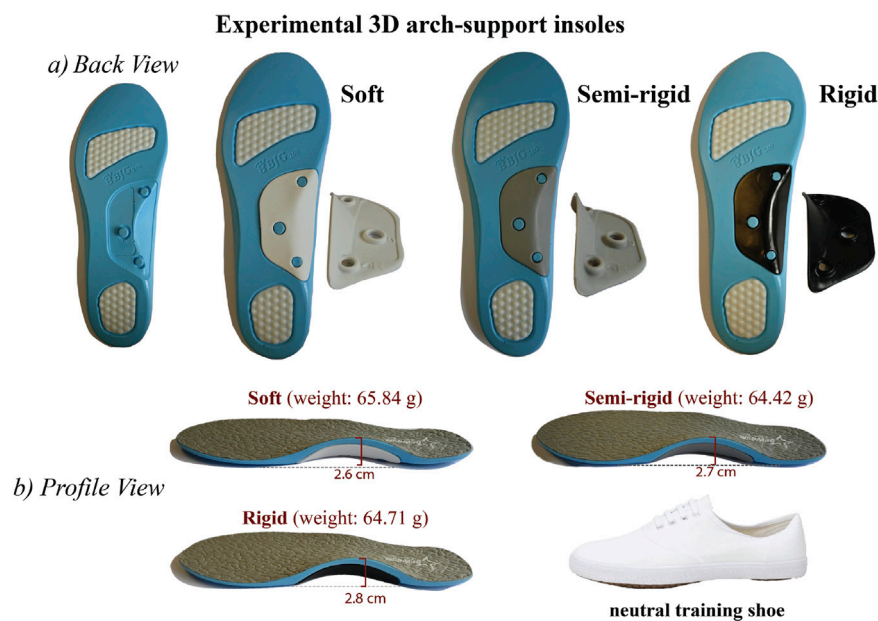 Experimental 3D arch-support insoles
a) Back View
Soft
Semi-rigid
Rigid
Soft (weight: 65.84 g)
Semi-rigid (weight: 64.42 g)
2.6 cm
2.7 cm
b) Profile View
Rigid (weight: 64.71 g)
2.8 cm
neutral training shoe